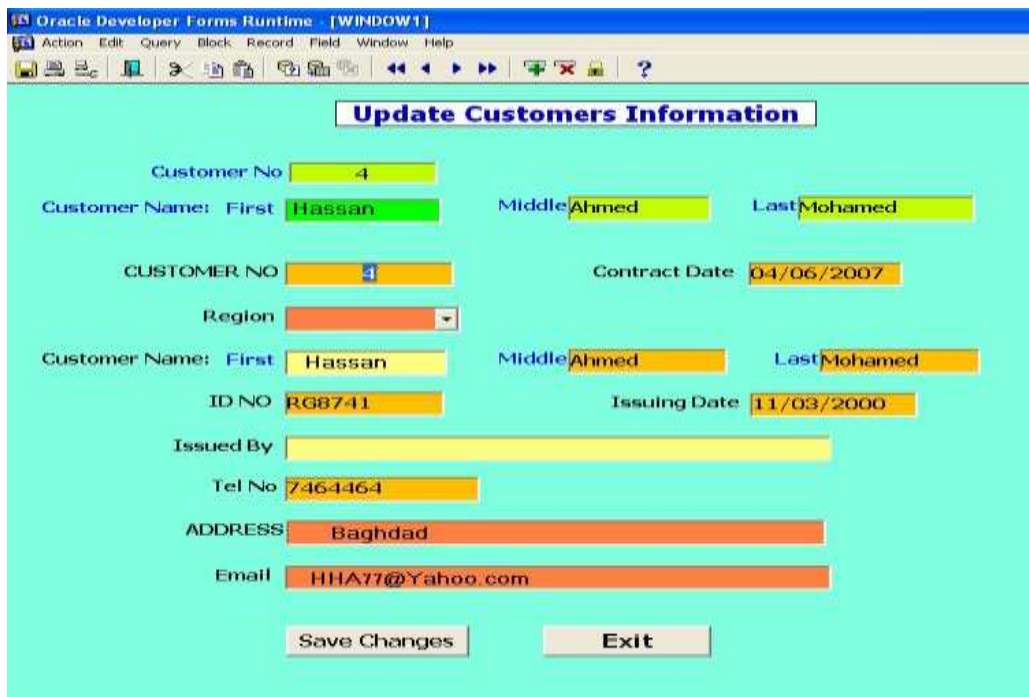 Oracle Developer Forms Runtime - [WINDOW1]
Action Edit Query Block Record Field Window Help
Update Customers Information
Customer No 4
Customer Name: First Hassan Middle Ahmed Last Mohamed
CUSTOMER NO 4 Contract Date 04/06/2007
Region
Customer Name: First Hassan Middle Ahmed Last Mohamed
ID NO RG8741 Issuing Date 11/03/2000
Issued By
Tel No 7464464
ADDRESS Baghdad
Email HHA77@Yahoo.com
Save Changes Exit